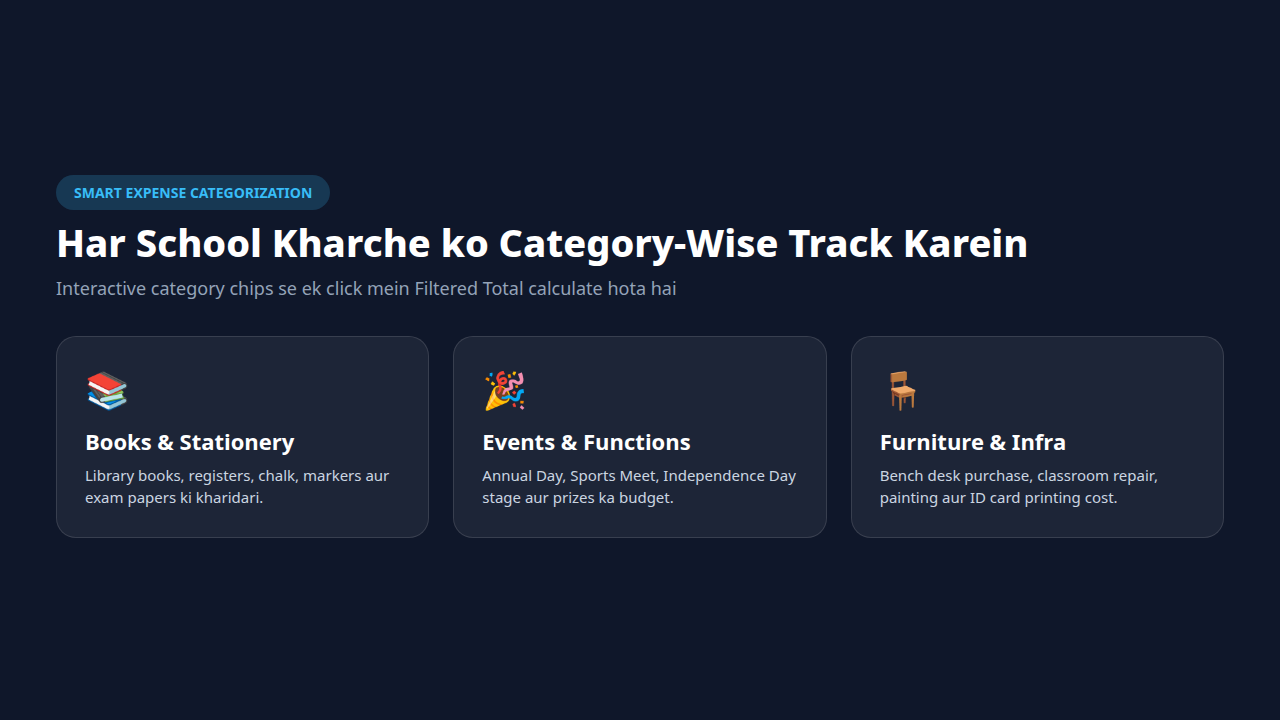 SMART EXPENSE CATEGORIZATION
Har School Kharche ko Category-Wise Track Karein
Interactive category chips se ek click mein Filtered Total calculate hota hai
Books & Stationery
Library books, registers, chalk, markers aur
exam papers ki kharidari.
Events & Functions
Annual Day, Sports Meet, Independence Day
stage aur prizes ka budget.
Furniture & Infra
Bench desk purchase, classroom repair,
painting aur ID card printing cost.